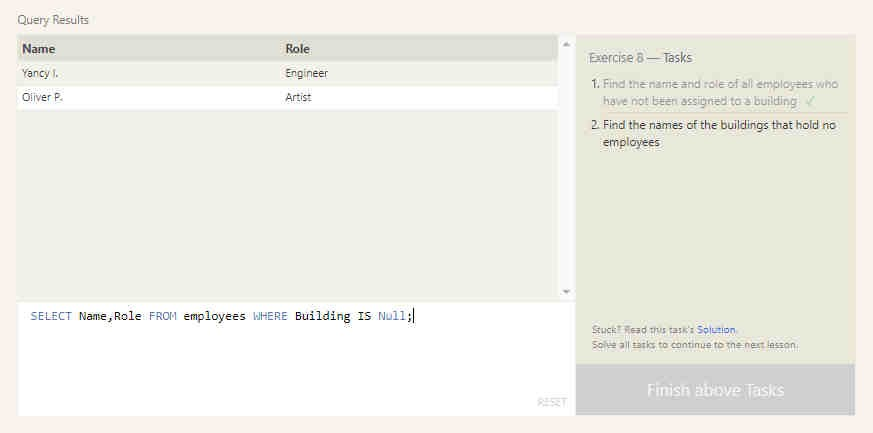 Query Results
Name Role
Yancy I. Engineer
Oliver P. Artist
SELECT Name,Role FROM employees WHERE Building IS Null;
RESET
Exercise 8 — Tasks
1. Find the name and role of all employees who
have not been assigned to a building ✓
2. Find the names of the buildings that hold no
employees
Stuck? Read this task's Solution.
Solve all tasks to continue to the next lesson.
Finish above Tasks